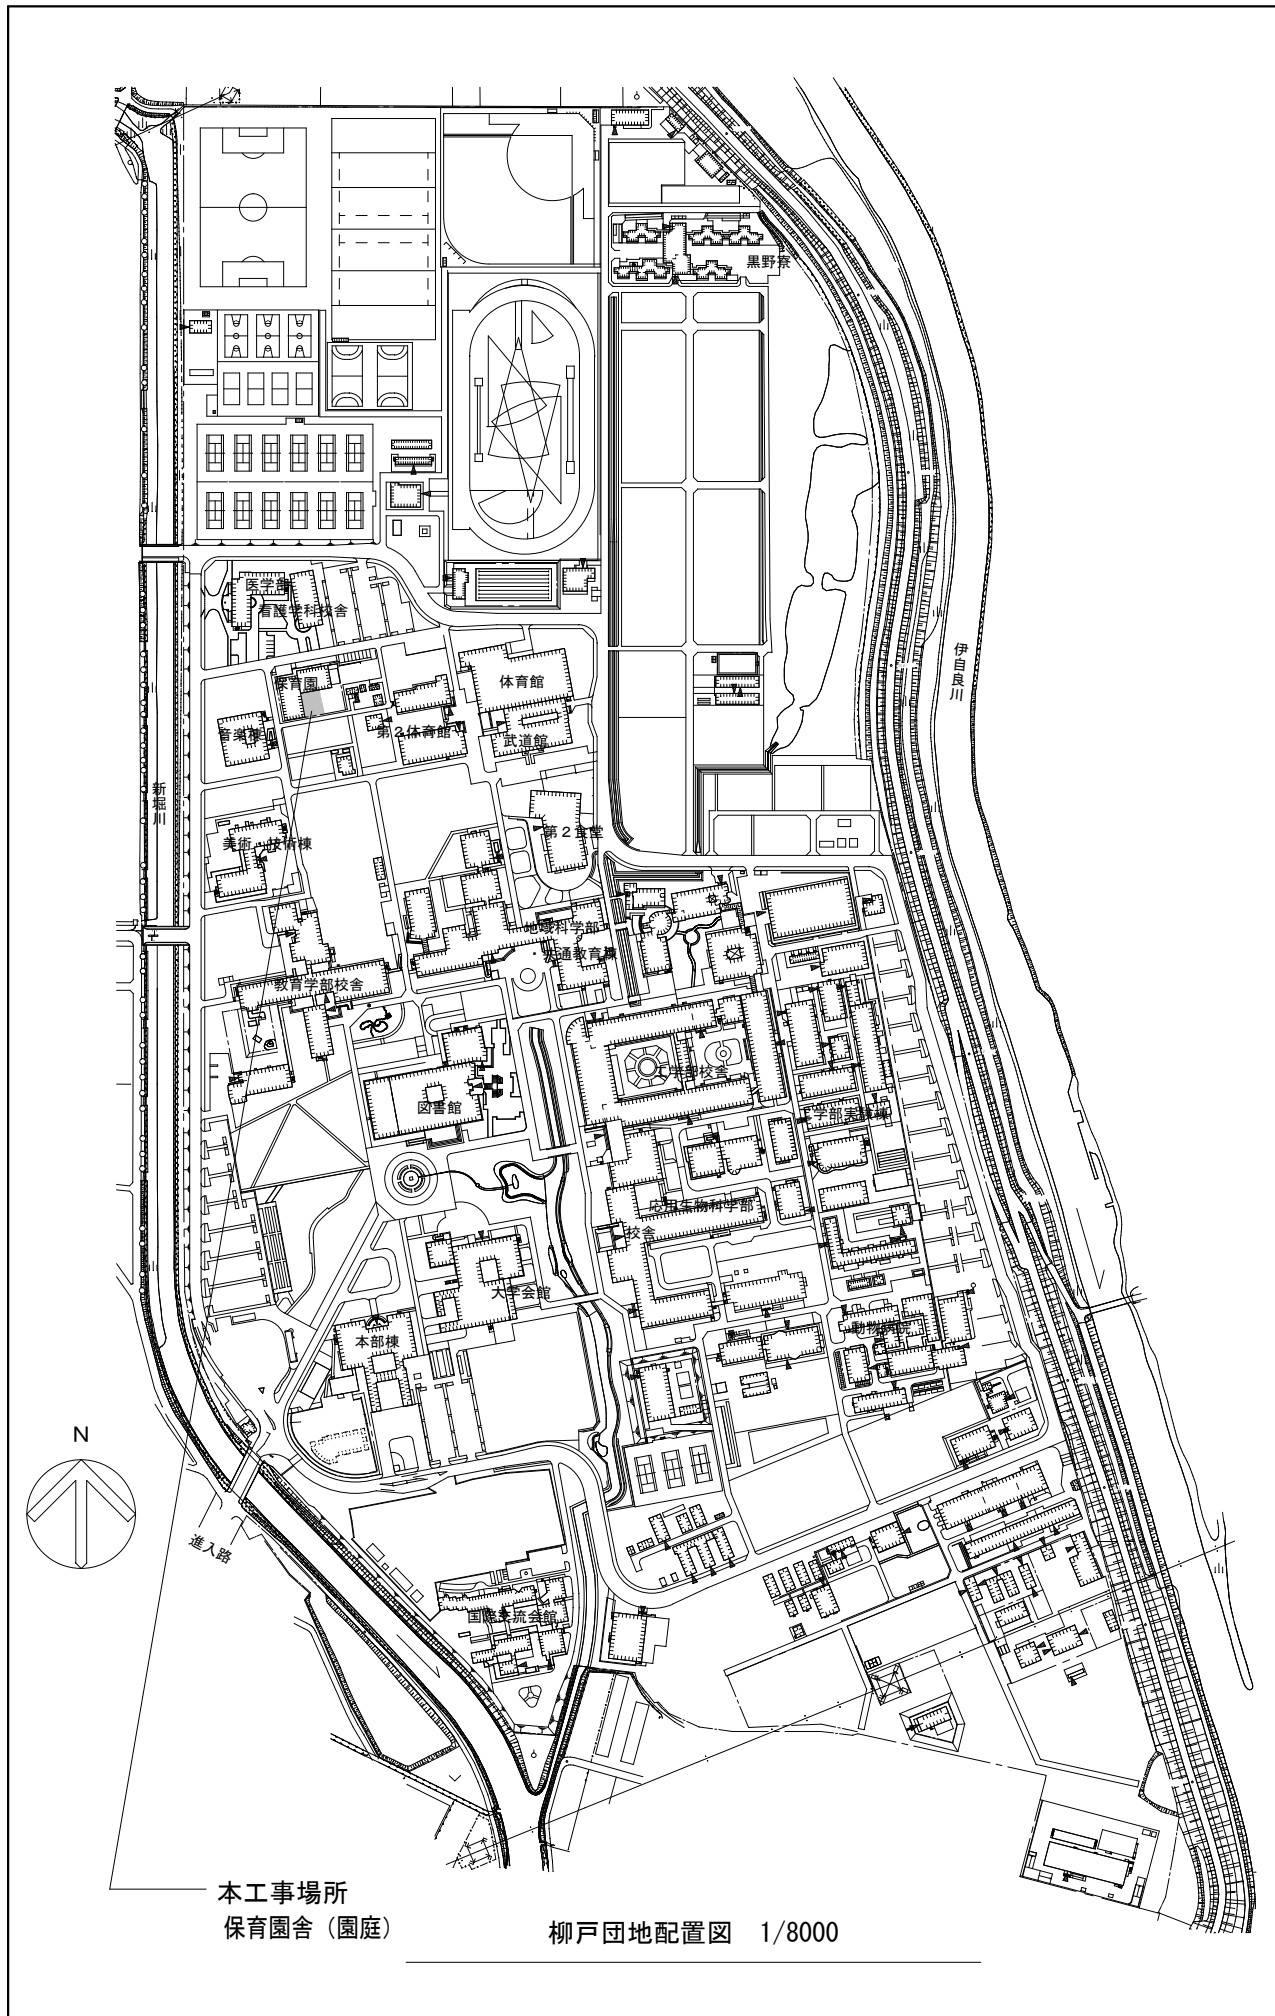 黒野寮
伊自良川
医学部
看護学科校舎
保育園
体育館
音楽棟
第2体育館
武道館
新堀川
第2食堂
美術・技術棟
地域科学部
・共通教育棟
教育学部校舎
工学部校舎
図書館
学部実験棟
応用生物科学部
校舎
大学会館
動物病院
本部棟
N
進入路
国際交流会館
本工事場所
保育園舎（園庭）
柳戸団地配置図　1/8000